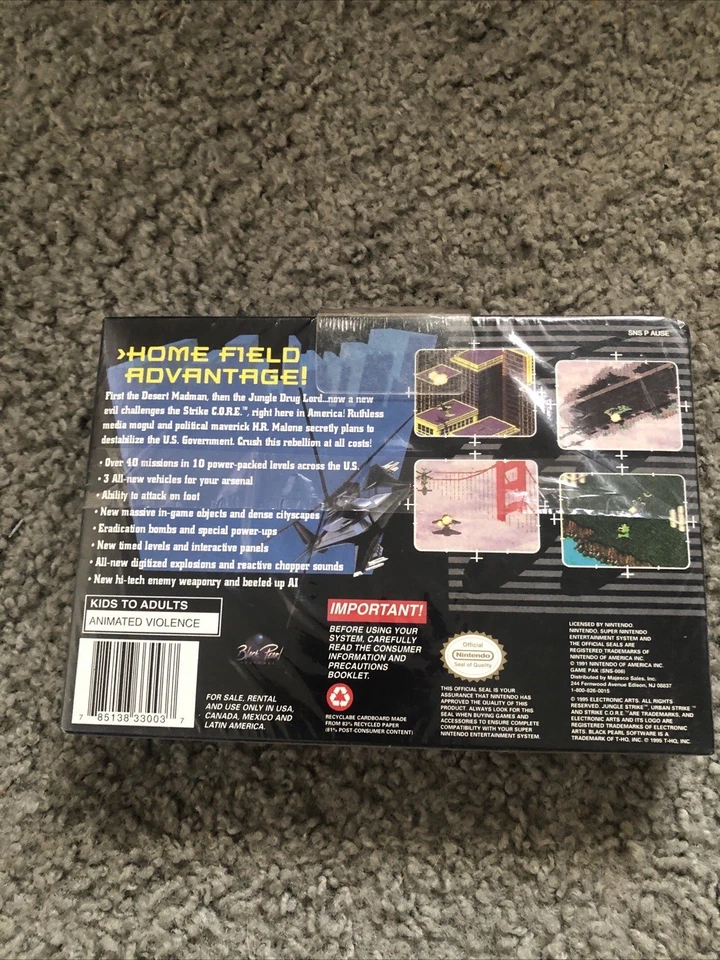 SNS P AUSE
›HOME FIELD
ADVANTAGE!
First the Desert Madman, then the Jungle Drug Lord...now a new
evil challenges the Strike C.O.R.E.™, right here in America! Ruthless
media mogul and political maverick H.R. Malone secretly plans to
destabilize the U.S. Government. Crush this rebellion at all costs!
• Over 40 missions in 10 power-packed levels across the U.S.
• 3 All-new vehicles for your arsenal
• Ability to attack on foot
• New massive in-game objects and dense cityscapes
• Eradication bombs and special power-ups
• New timed levels and interactive panels
• All-new digitized explosions and reactive chopper sounds
• New hi-tech enemy weaponry and beefed up AI
KIDS TO ADULTS
ANIMATED VIOLENCE
7 85138 33003 7
Black Pearl
FOR SALE, RENTAL
AND USE ONLY IN USA,
CANADA, MEXICO AND
LATIN AMERICA.
IMPORTANT!
BEFORE USING YOUR
SYSTEM, CAREFULLY
READ THE CONSUMER
INFORMATION AND
PRECAUTIONS
BOOKLET.
RECYCLABLE CARDBOARD MADE
FROM 83% RECYCLED PAPER
(81% POST-CONSUMER CONTENT)
Official
Nintendo
Seal of Quality
THIS OFFICIAL SEAL IS YOUR
ASSURANCE THAT NINTENDO HAS
APPROVED THE QUALITY OF THIS
PRODUCT. ALWAYS LOOK FOR THIS
SEAL WHEN BUYING GAMES AND
ACCESSORIES TO ENSURE COMPLETE
COMPATIBILITY WITH YOUR SUPER
NINTENDO ENTERTAINMENT SYSTEM.
LICENSED BY NINTENDO.
NINTENDO, SUPER NINTENDO
ENTERTAINMENT SYSTEM AND
THE OFFICIAL SEALS ARE
REGISTERED TRADEMARKS OF
NINTENDO OF AMERICA INC.
© 1991 NINTENDO OF AMERICA INC.
GAME PAK (SNS-006)
Distributed by Majesco Sales, Inc.
244 Fernwood Avenue Edison, NJ 08837
1-800-826-0015
© 1995 ELECTRONIC ARTS. ALL RIGHTS
RESERVED. JUNGLE STRIKE™, URBAN STRIKE™
AND STRIKE C.O.R.E.™ARE TRADEMARKS, AND
ELECTRONIC ARTS AND ITS LOGO ARE
REGISTERED TRADEMARKS OF ELECTRONIC
ARTS. BLACK PEARL SOFTWARE IS A
TRADEMARK OF T•HQ, INC. © 1995 T•HQ, INC.